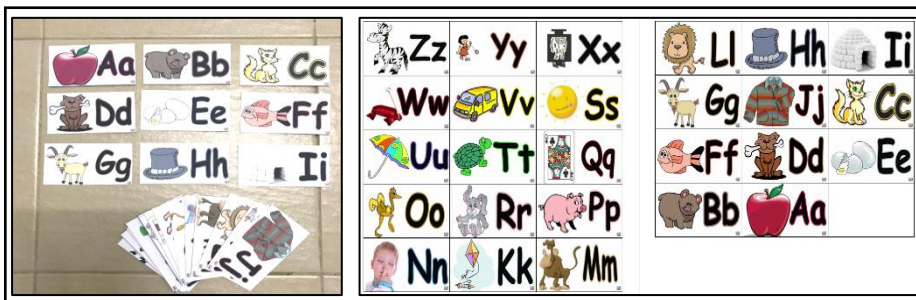 Aa Bb Cc
Dd Ee Ff
Gg Hh Ii
Jj
Zz Yy Xx
Ww Vv Ss
Uu Tt Qq
Oo Rr Pp
Nn Kk Mm
Ll Hh Ii
Gg Jj Cc
Ff Dd Ee
Bb Aa